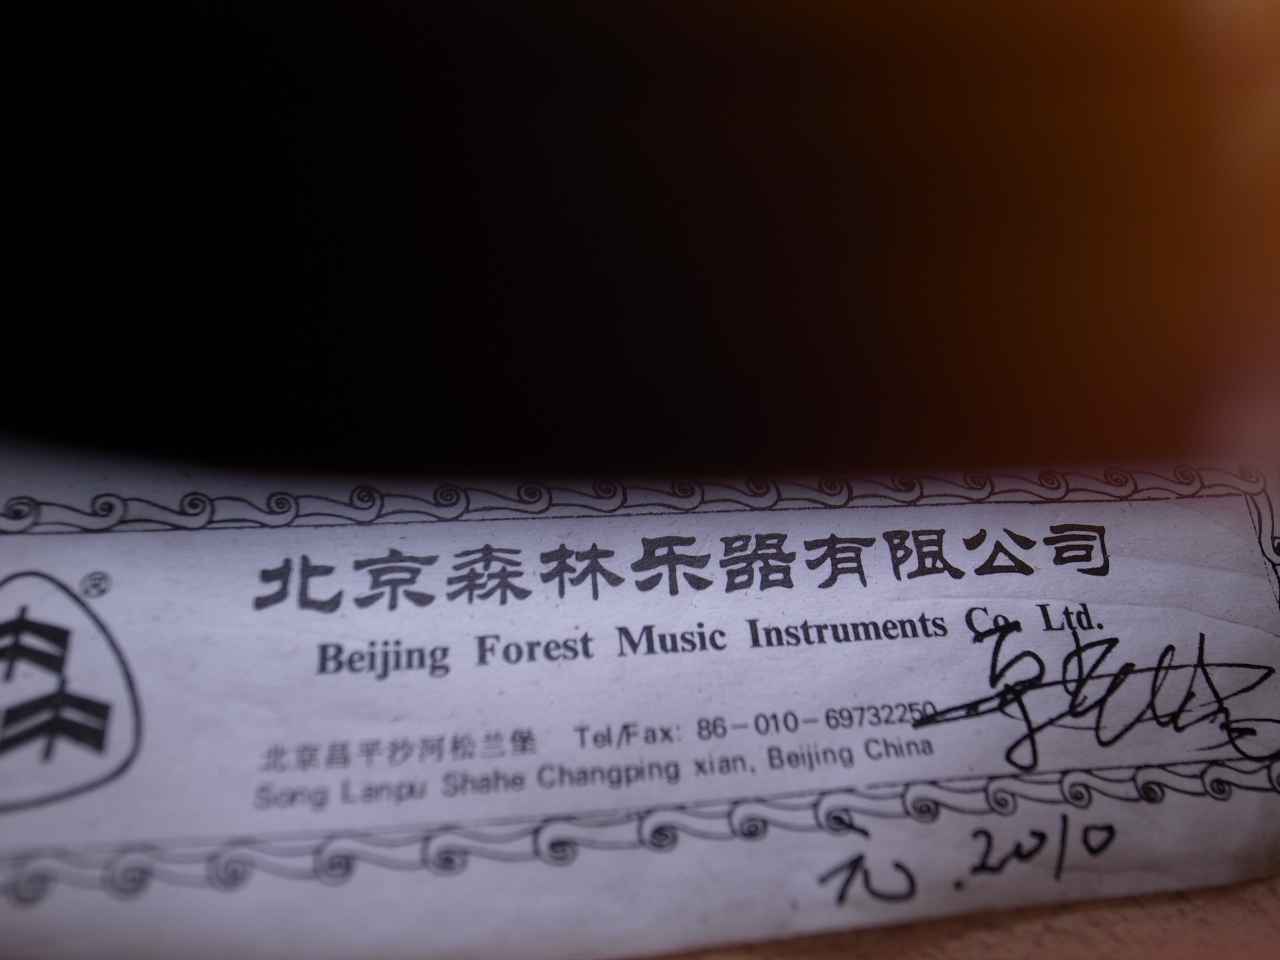 北京森林乐器有限公司
Beijing Forest Music Instruments Co. Ltd.
北京昌平沙河松兰堡 Tel/Fax: 86-010-69732250
Song Lanpu Shahe Changping xian, Beijing China
.2010